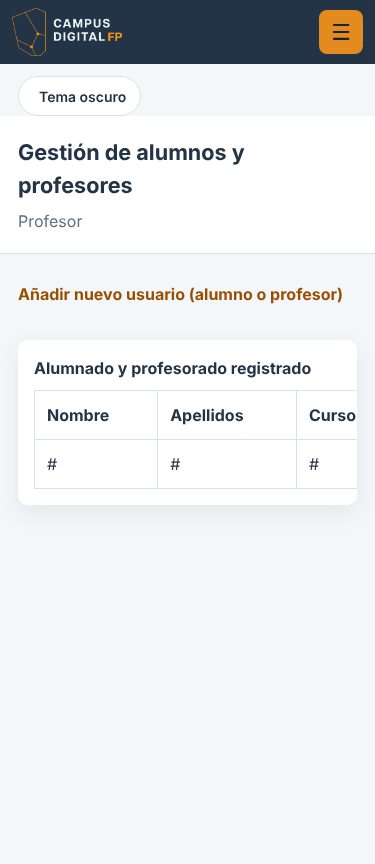 CAMPUS
DIGITAL FP
☰
Tema oscuro
Gestión de alumnos y
profesores
Profesor
Añadir nuevo usuario (alumno o profesor)
Alumnado y profesorado registrado
Nombre Apellidos Curso
# # #